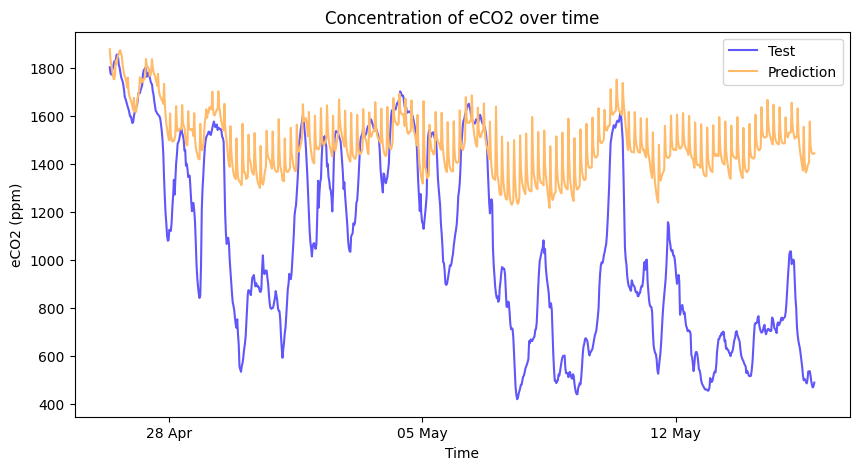 Concentration of eCO2 over time
Test
Prediction
eCO2 (ppm)
1800
1600
1400
1200
1000
800
600
400
28 Apr
05 May
12 May
Time